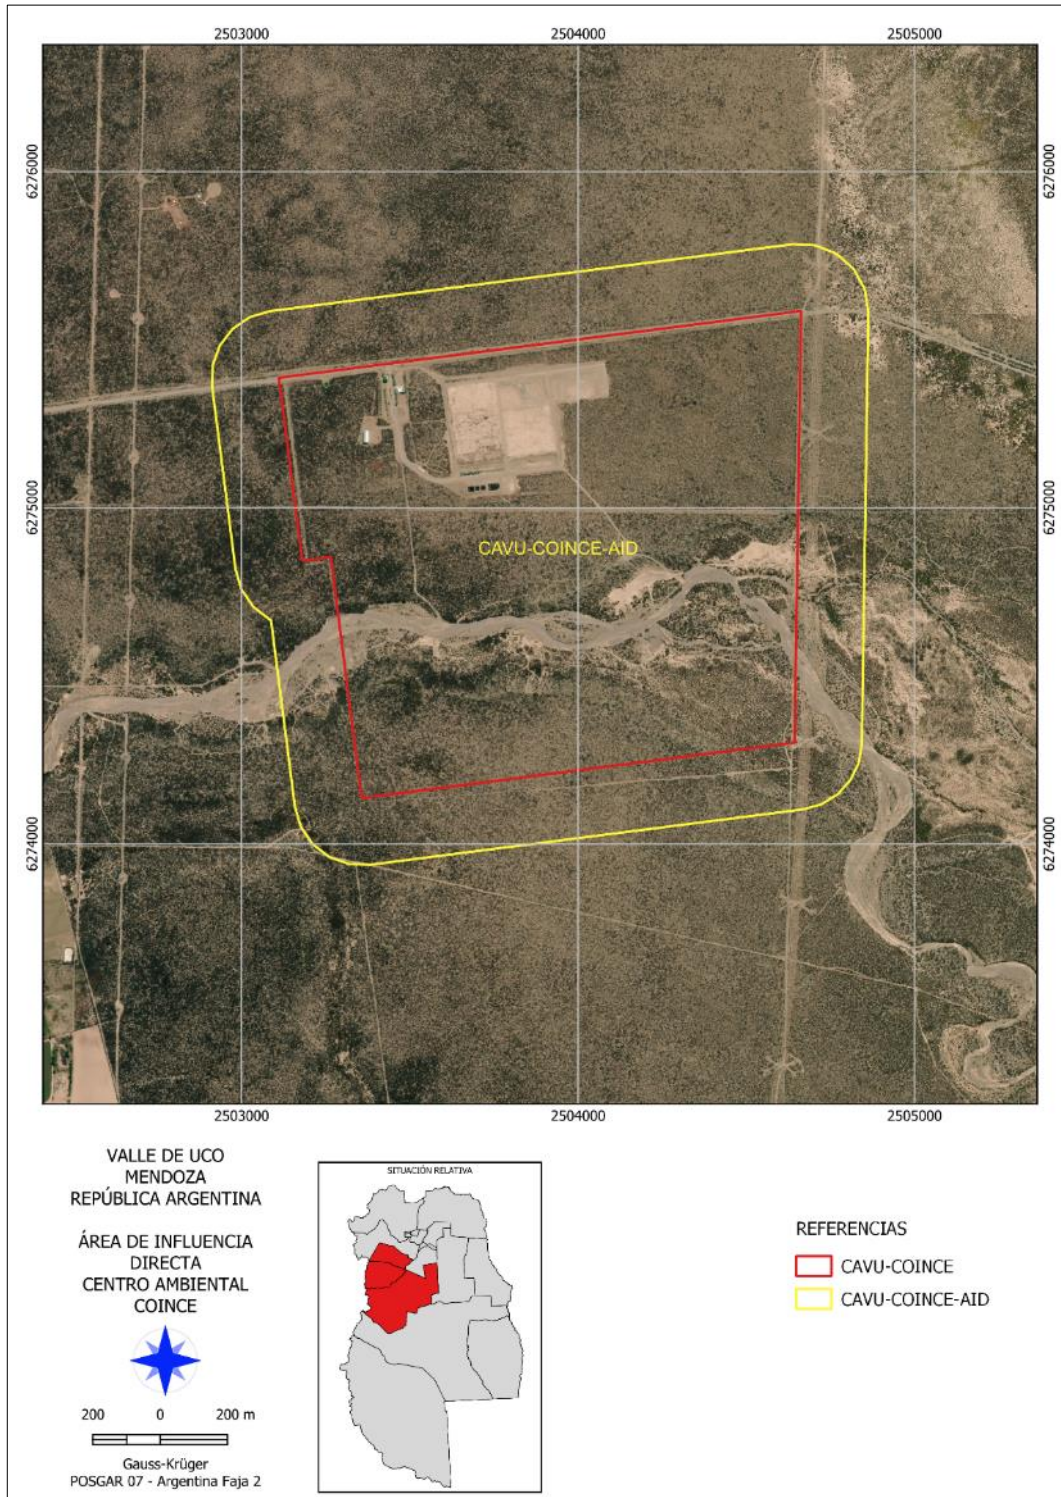 2503000 2504000 2505000
6276000 6276000
6275000 6275000
CAVU-COINCE-AID
6274000 6274000
2503000 2504000 2505000
VALLE DE UCO
MENDOZA
REPÚBLICA ARGENTINA
ÁREA DE INFLUENCIA
DIRECTA
CENTRO AMBIENTAL
COINCE
200 0 200 m
Gauss-Krüger
POSGAR 07 - Argentina Faja 2
SITUACIÓN RELATIVA
REFERENCIAS
CAVU-COINCE
CAVU-COINCE-AID